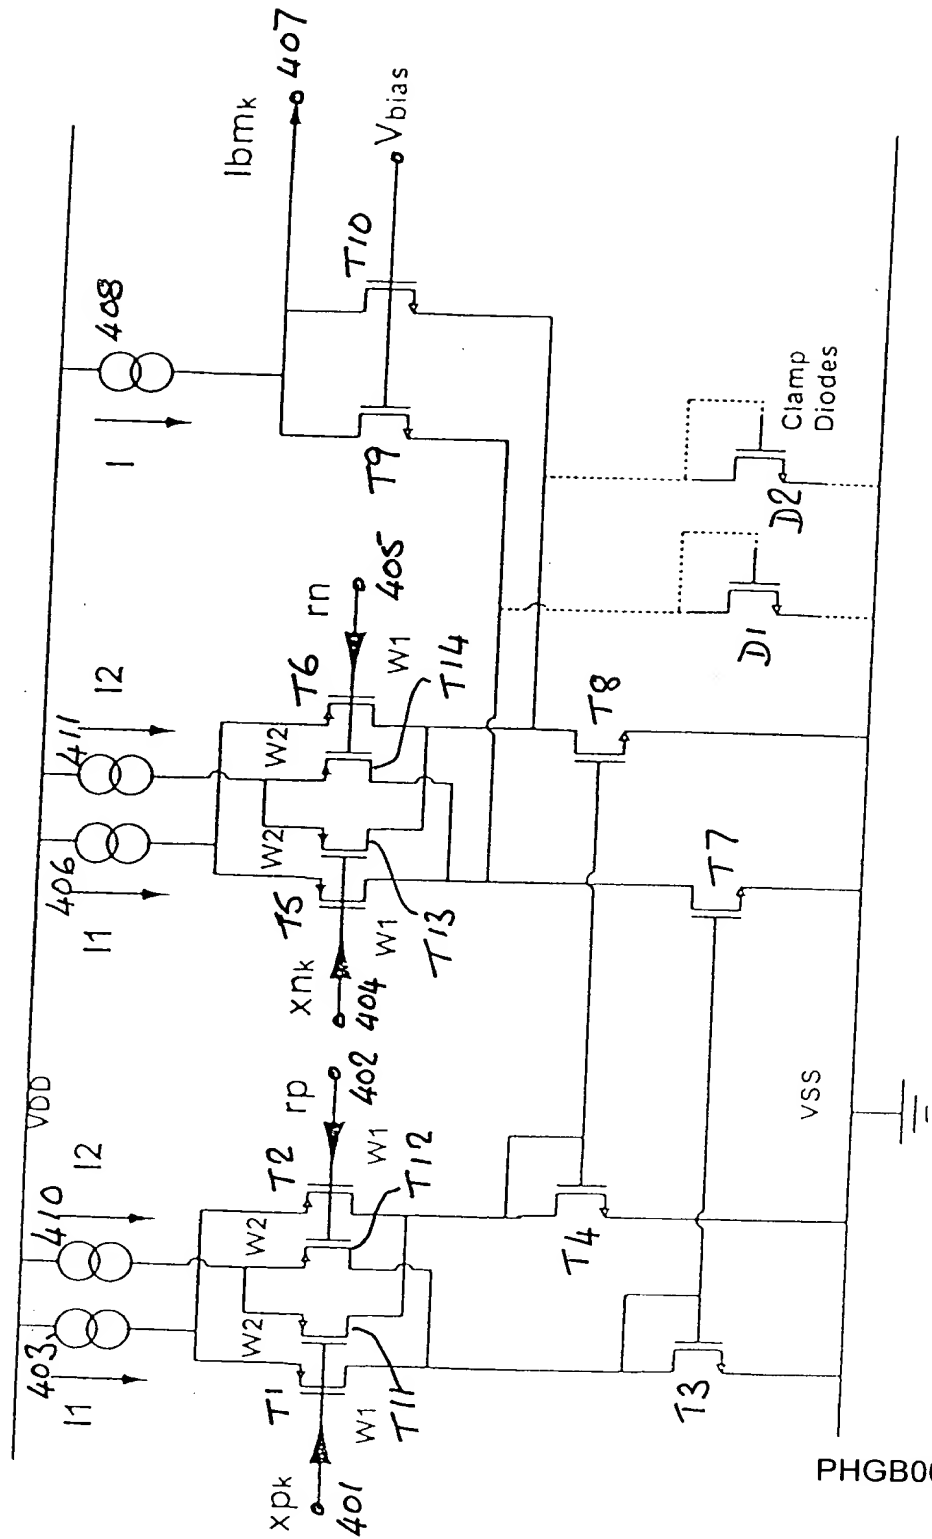 VDD
I1
403
410
I2
I1
406
411
I2
I
408
Ibmk
407
xpk
401
T1
W1
W2
T11
W2
T12
T2
W1
rp
402
xnk
404
T5
W1
W2
T13
W2
T14
T6
W1
rn
405
T9
T10
Vbias
T3
T4
T7
T8
D1
D2
Clamp
Diodes
VSS
PHGB00